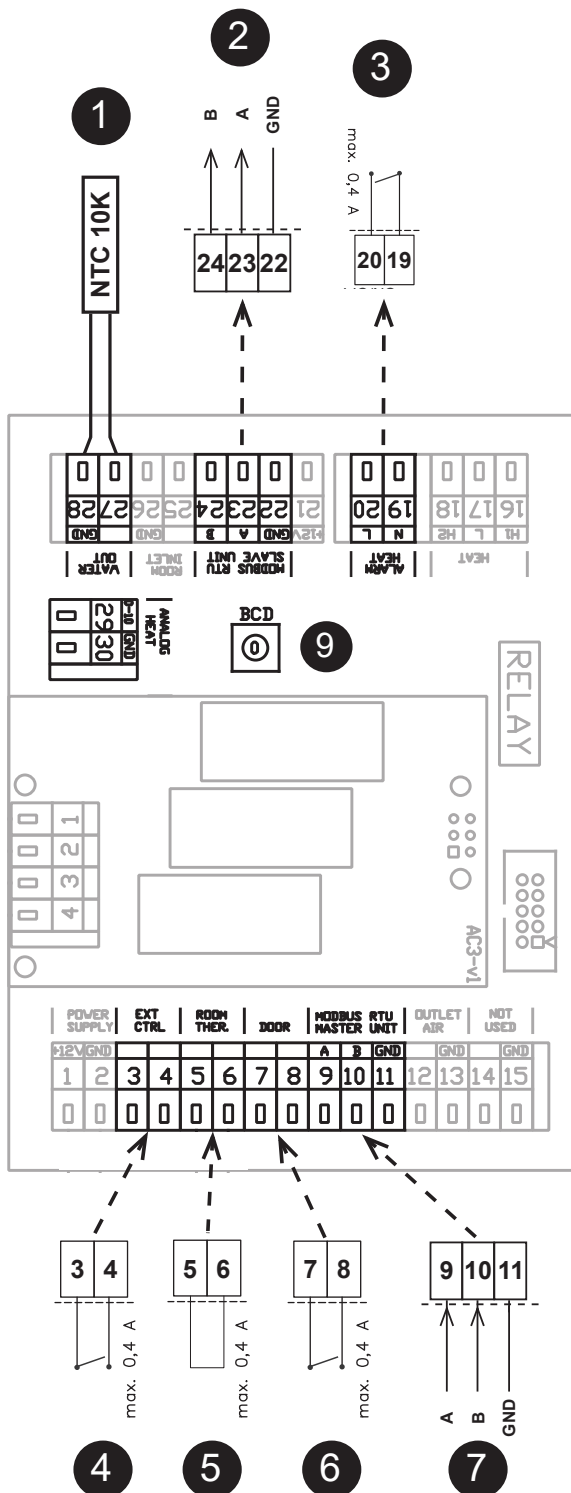 2
3
1
B
A
GND
max. 0,4 A
NTC 10K
24 23 22
20 19
28 27 26 25 24 23 22 21
20 19 18 17 16
GND GND B A GND +12V
L N H2 L H1
WATER OUT
ROOM INLET
MODBUS RTU SLAVE UNIT
ALARM HEAT
HEAT
29 0-10
30 GND
ANALOG HEAT
BCD
0
9
RELAY
1
2
3
4
AC3-v1
POWER SUPPLY
EXT CTRL
ROOM THER.
DOOR
MODBUS RTU MASTER UNIT
OUTLET AIR
NOT USED
+12V GND A B GND GND GND
1 2 3 4 5 6 7 8 9 10 11 12 13 14 15
3 4
5 6
7 8
9 10 11
max. 0,4 A
max. 0,4 A
max. 0,4 A
A
B
GND
4
5
6
7